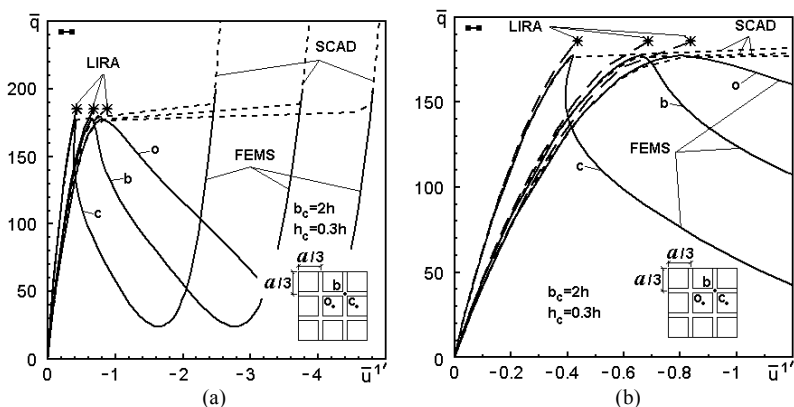 q̄
LIRA
SCAD
200
150
100
50
0
o
b
c
FEMS
b_c=2h
h_c=0.3h
a/3
a/3
b
o
c
0 -1 -2 -3 -4 ū^1'
(a)
q̄
LIRA
SCAD
150
100
50
0
o
b
c
FEMS
b_c=2h
h_c=0.3h
a/3
a/3
b
o
c
0 -0.2 -0.4 -0.6 -0.8 -1 ū^1'
(b)